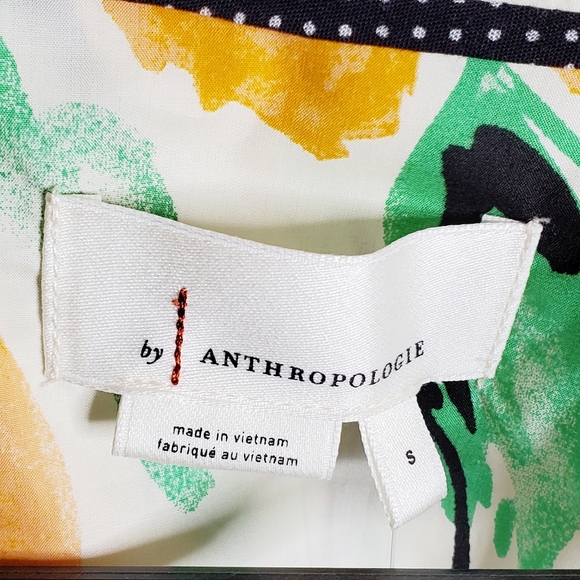 by ANTHROPOLOGIE
made in vietnam
fabriqué au vietnam
S